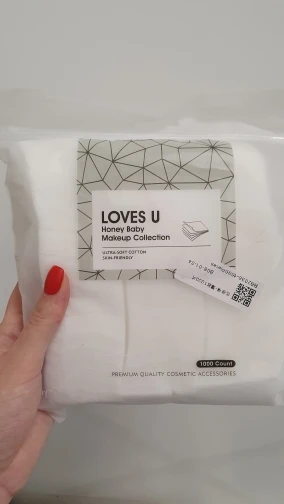 LOVES U
Honey Baby
Makeup Collection
ULTRA SOFT COTTON
SKIN FRIENDLY
1000 Count
PREMIUM QUALITY COSMETIC ACCESSORIES